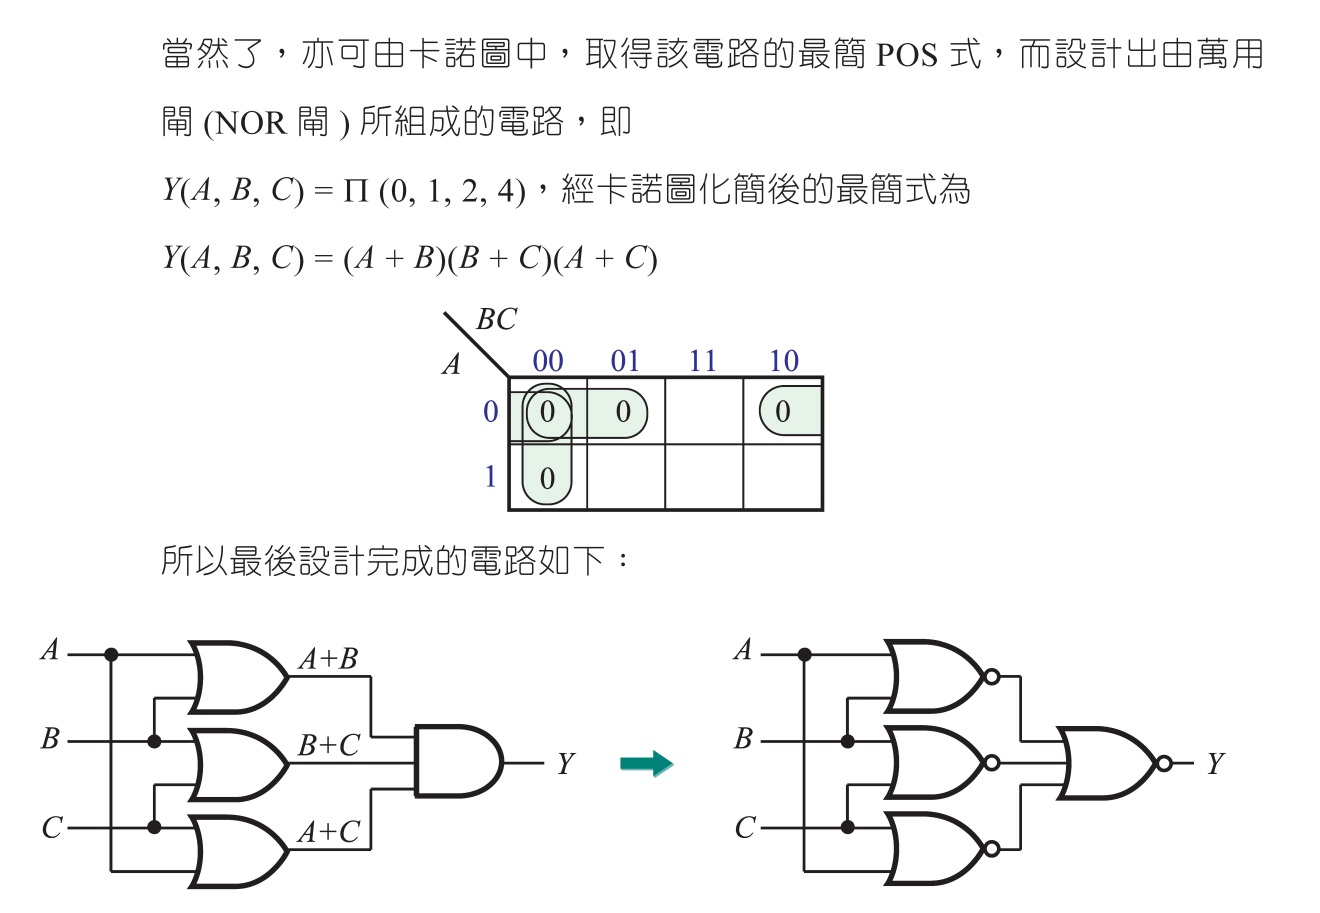 當然了，亦可由卡諾圖中，取得該電路的最簡 POS 式，而設計出由萬用
閘 (NOR 閘 ) 所組成的電路，即
Y(A, B, C) = Π (0, 1, 2, 4)，經卡諾圖化簡後的最簡式為
Y(A, B, C) = (A + B)(B + C)(A + C)
BC
A
00 01 11 10
0 0 0 0
1 0
所以最後設計完成的電路如下：
A A+B A
B B+C Y B Y
C A+C C